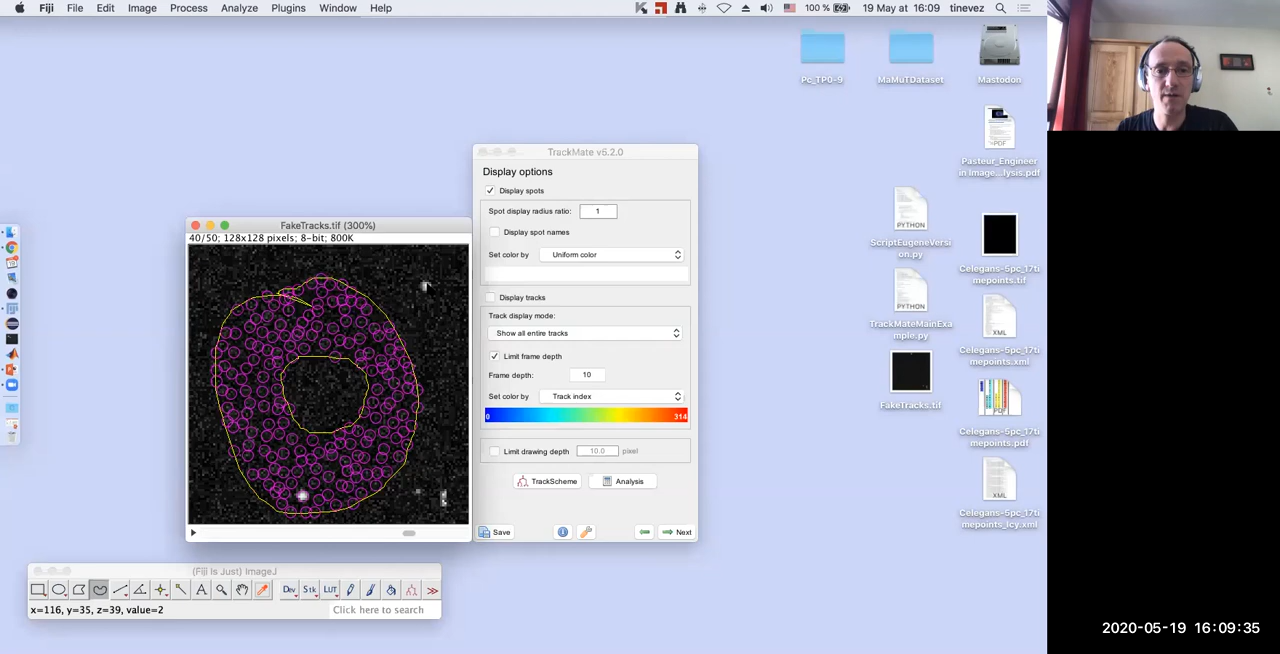 Fiji File Edit Image Process Analyze Plugins Window Help 100 % 19 May at 16:09 tinevez
Pc_TP0-9
MaMuTDataset
Mastodon
PDF
Pasteur_Engineer
in Image...lysis.pdf
PYTHON
ScriptEugeneVersi
on.py
Celegans-5pc_17ti
mepoints.tif
PYTHON
TrackMateMainExa
mple.py
XML
Celegans-5pc_17ti
mepoints.xml
FakeTracks.tif
PDF
Celegans-5pc_17ti
mepoints.pdf
XML
Celegans-5pc_17ti
mepoints_Icy.xml
TrackMate v5.2.0
Display options
Display spots
Spot display radius ratio: 1
Display spot names
Set color by Uniform color
Display tracks
Track display mode:
Show all entire tracks
Limit frame depth
Frame depth: 10
Set color by Track index
0 314
Limit drawing depth 10.0 pixel
TrackScheme Analysis
Save Next
FakeTracks.tif (300%)
40/50; 128x128 pixels; 8-bit; 800K
(Fiji Is Just) ImageJ
A Dev Stk LUT >>
x=116, y=35, z=39, value=2 Click here to search
2020-05-19 16:09:35